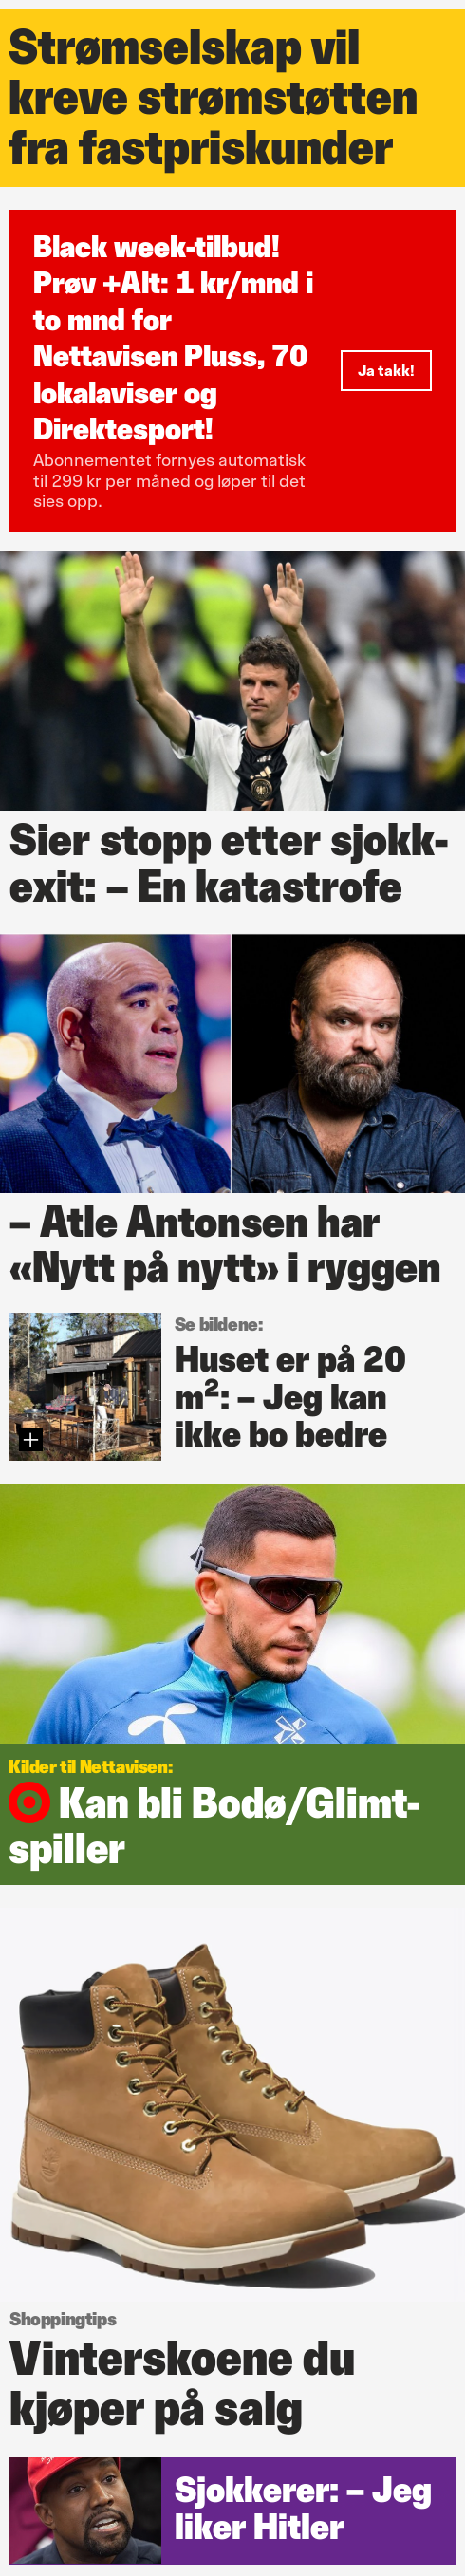 Strømselskap vil
kreve strømstøtten
fra fastpriskunder
Black week-tilbud!
Prøv +Alt: 1 kr/mnd i
to mnd for
Nettavisen Pluss, 70
lokalaviser og
Direktesport!
Ja takk!
Abonnementet fornyes automatisk
til 299 kr per måned og løper til det
sies opp.
Sier stopp etter sjokk-
exit: – En katastrofe
– Atle Antonsen har
«Nytt på nytt» i ryggen
Se bildene:
Huset er på 20
m²: – Jeg kan
ikke bo bedre
Kilder til Nettavisen:
Kan bli Bodø/Glimt-
spiller
Shoppingtips
Vinterskoene du
kjøper på salg
Sjokkerer: – Jeg
liker Hitler